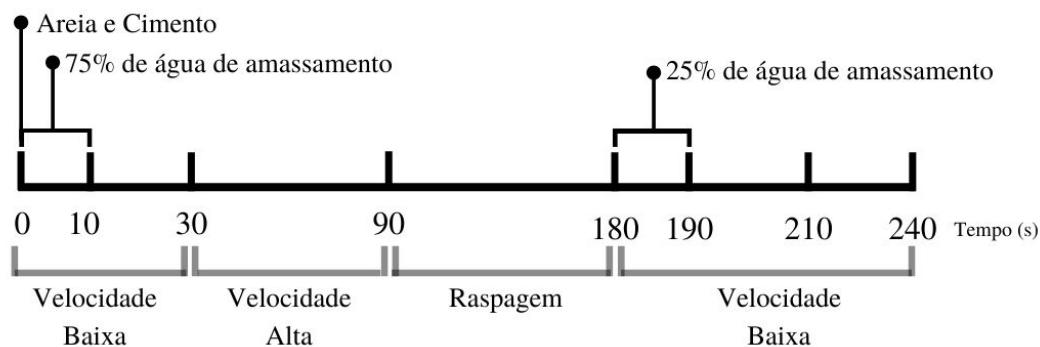 Areia e Cimento
75% de água de amassamento
25% de água de amassamento
0 10 30 90 180 190 210 240 Tempo (s)
Velocidade Baixa
Velocidade Alta
Raspagem
Velocidade Baixa